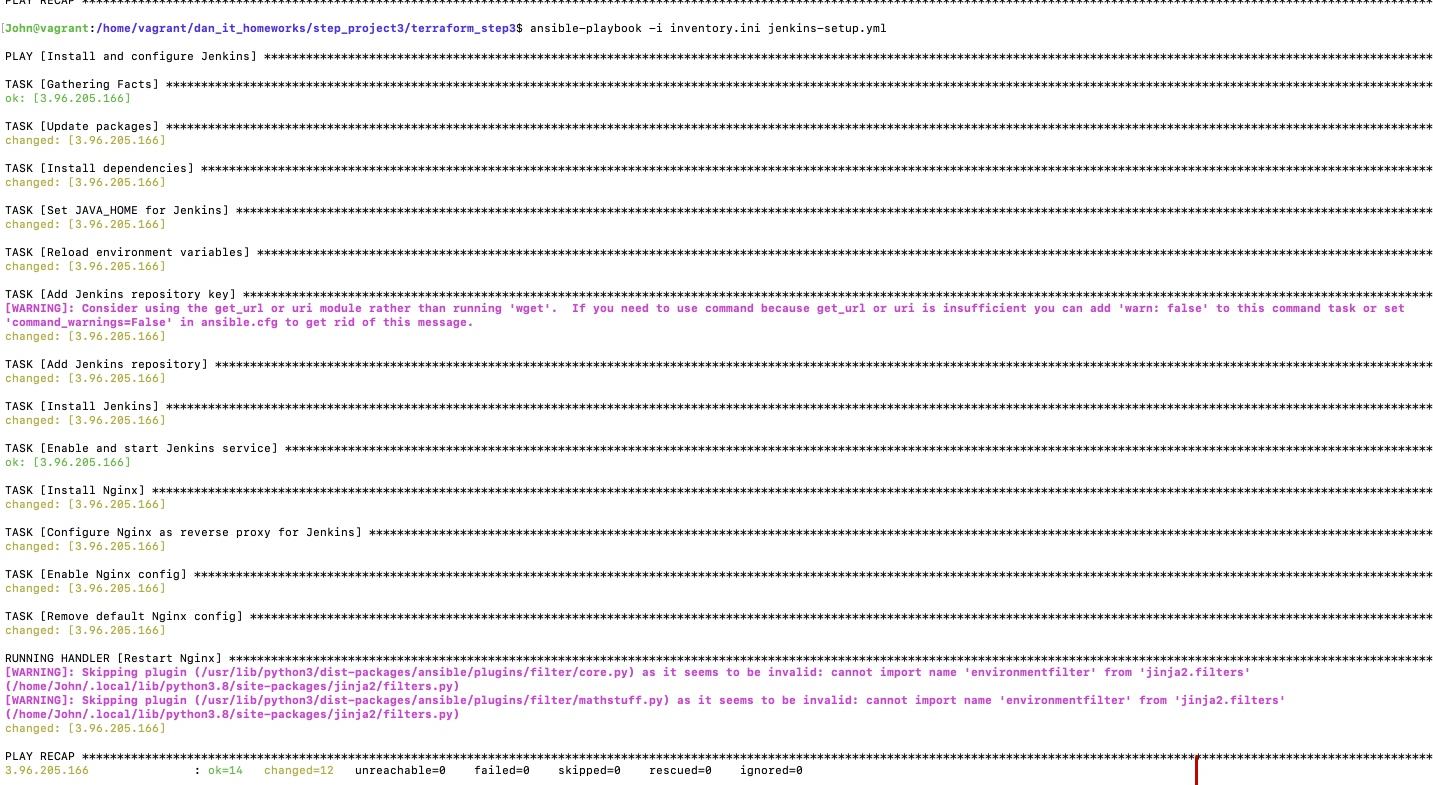 PLAY RECAP ****************************************************************************************************
[John@vagrant:/home/vagrant/dan_it_homeworks/step_project3/terraform_step3$ ansible-playbook -i inventory.ini jenkins-setup.yml
PLAY [Install and configure Jenkins] ****************************************************************************************************
TASK [Gathering Facts] ****************************************************************************************************
ok: [3.96.205.166]
TASK [Update packages] ****************************************************************************************************
changed: [3.96.205.166]
TASK [Install dependencies] ****************************************************************************************************
changed: [3.96.205.166]
TASK [Set JAVA_HOME for Jenkins] ****************************************************************************************************
changed: [3.96.205.166]
TASK [Reload environment variables] ****************************************************************************************************
changed: [3.96.205.166]
TASK [Add Jenkins repository key] ****************************************************************************************************
[WARNING]: Consider using the get_url or uri module rather than running 'wget'.  If you need to use command because get_url or uri is insufficient you can add 'warn: false' to this command task or set
'command_warnings=False' in ansible.cfg to get rid of this message.
changed: [3.96.205.166]
TASK [Add Jenkins repository] ****************************************************************************************************
changed: [3.96.205.166]
TASK [Install Jenkins] ****************************************************************************************************
changed: [3.96.205.166]
TASK [Enable and start Jenkins service] ****************************************************************************************************
ok: [3.96.205.166]
TASK [Install Nginx] ****************************************************************************************************
changed: [3.96.205.166]
TASK [Configure Nginx as reverse proxy for Jenkins] ****************************************************************************************************
changed: [3.96.205.166]
TASK [Enable Nginx config] ****************************************************************************************************
changed: [3.96.205.166]
TASK [Remove default Nginx config] ****************************************************************************************************
changed: [3.96.205.166]
RUNNING HANDLER [Restart Nginx] ****************************************************************************************************
[WARNING]: Skipping plugin (/usr/lib/python3/dist-packages/ansible/plugins/filter/core.py) as it seems to be invalid: cannot import name 'environmentfilter' from 'jinja2.filters'
(/home/John/.local/lib/python3.8/site-packages/jinja2/filters.py)
[WARNING]: Skipping plugin (/usr/lib/python3/dist-packages/ansible/plugins/filter/mathstuff.py) as it seems to be invalid: cannot import name 'environmentfilter' from 'jinja2.filters'
(/home/John/.local/lib/python3.8/site-packages/jinja2/filters.py)
changed: [3.96.205.166]
PLAY RECAP ****************************************************************************************************
3.96.205.166               : ok=14   changed=12   unreachable=0    failed=0    skipped=0    rescued=0    ignored=0